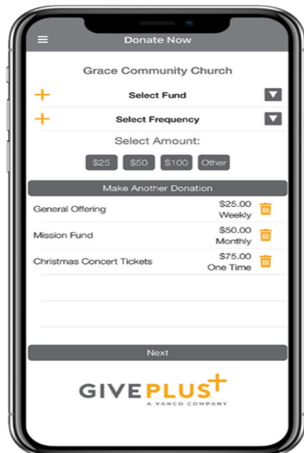 Donate Now
Grace Community Church
Select Fund
Select Frequency
Select Amount:
$25 $50 $100 Other
Make Another Donation
General Offering $25.00
Weekly
Mission Fund $50.00
Monthly
Christmas Concert Tickets $75.00
One Time
Next
GIVEPLUS+
A VANCO COMPANY